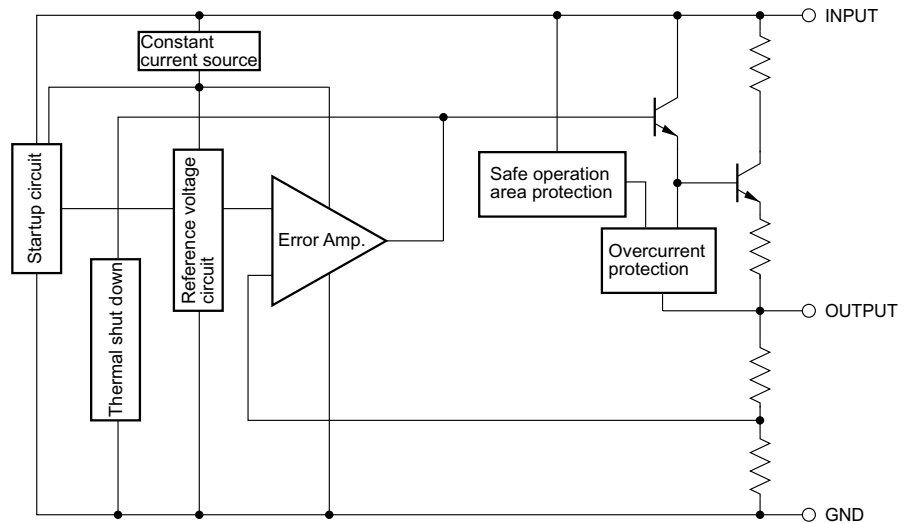 INPUT
Constant
current source
Startup circuit
Reference voltage
circuit
Thermal shut down
Error Amp.
Safe operation
area protection
Overcurrent
protection
OUTPUT
GND